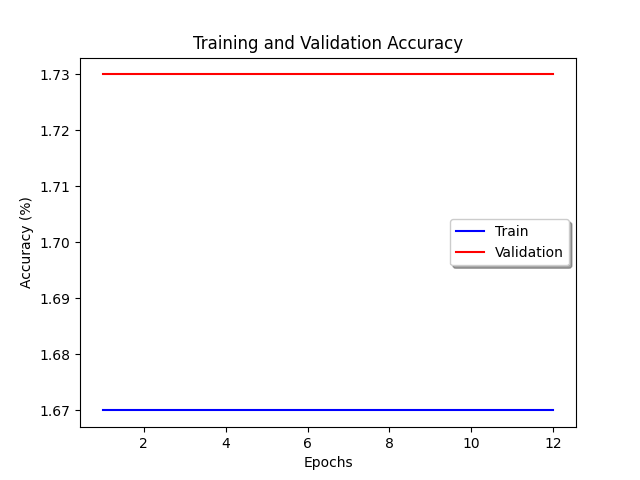 Training and Validation Accuracy
1.73
1.72
1.71
1.70
1.69
1.68
1.67
Accuracy (%)
Train
Validation
2 4 6 8 10 12
Epochs